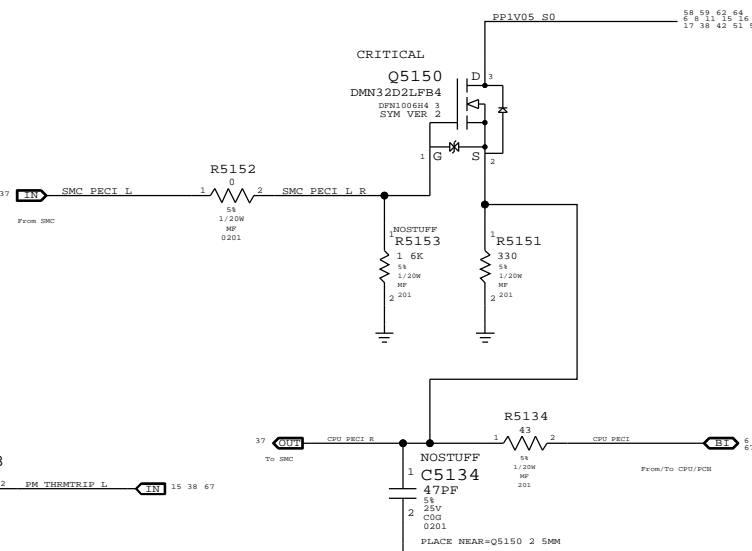 PP1V05 S0
58 59 62 64
6 8 11 15 16
17 38 42 51 5
CRITICAL
Q5150
DMN32D2LFB4
DFN1006H4 3
SYM VER 2
D 3
1 G S 2
R5152
0
37 IN SMC PECI L 1 2 SMC PECI L R
5%
1/20W
MF
0201
From SMC
NOSTUFF
1 R5153
1 6K
5%
1/20W
MF
2 201
1 R5151
330
5%
1/20W
MF
2 201
R5134
43
37 OUT CPU PECI R 1 2 CPU PECI BI 6
67
To SMC
5%
1/20W
MF
201
From/To CPU/PCH
NOSTUFF
1 C5134
47PF
5%
25V
2 C0G
0201
PLACE NEAR=Q5150 2 5MM
3
2 PM THRMTRIP L IN 15 38 67